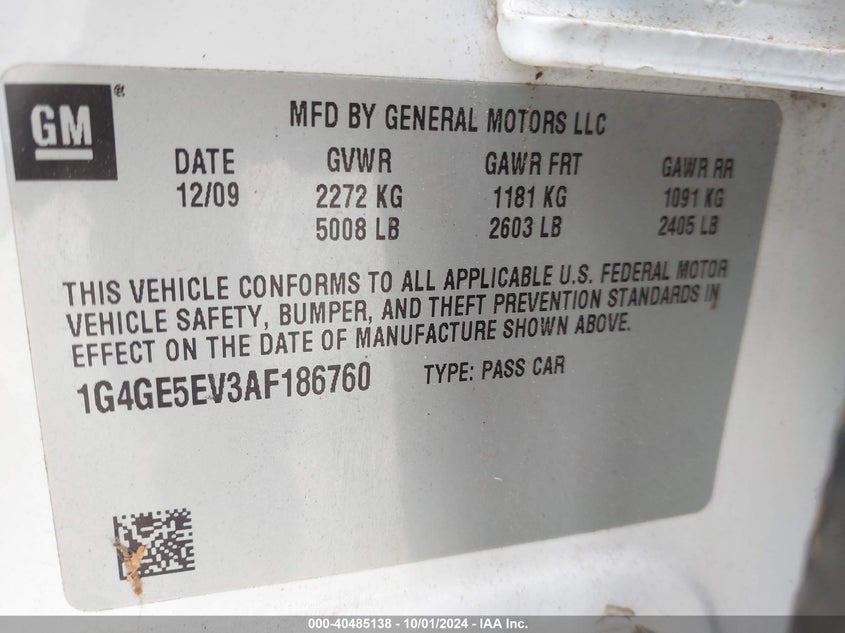 GM®
MFD BY GENERAL MOTORS LLC
DATE GVWR GAWR FRT GAWR RR
12/09 2272 KG 1181 KG 1091 KG
5008 LB 2603 LB 2405 LB
THIS VEHICLE CONFORMS TO ALL APPLICABLE U.S. FEDERAL MOTOR
VEHICLE SAFETY, BUMPER, AND THEFT PREVENTION STANDARDS IN
EFFECT ON THE DATE OF MANUFACTURE SHOWN ABOVE.
1G4GE5EV3AF186760 TYPE: PASS CAR
000-40485138 - 10/01/2024 - IAA Inc.